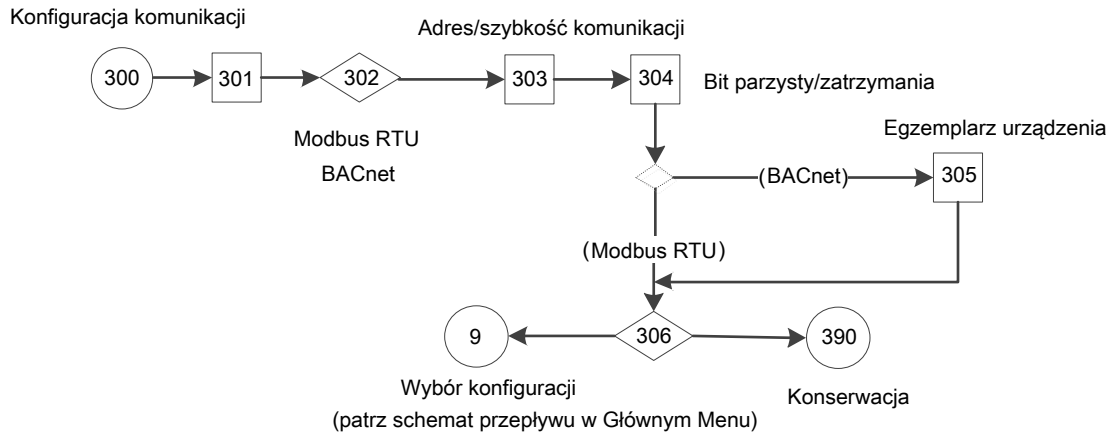 Konfiguracja komunikacji
Adres/szybkość komunikacji
300
301
302
303
304
Bit parzysty/zatrzymania
Modbus RTU
BACnet
Egzemplarz urządzenia
(BACnet)
305
(Modbus RTU)
9
306
390
Wybór konfiguracji
(patrz schemat przepływu w Głównym Menu)
Konserwacja